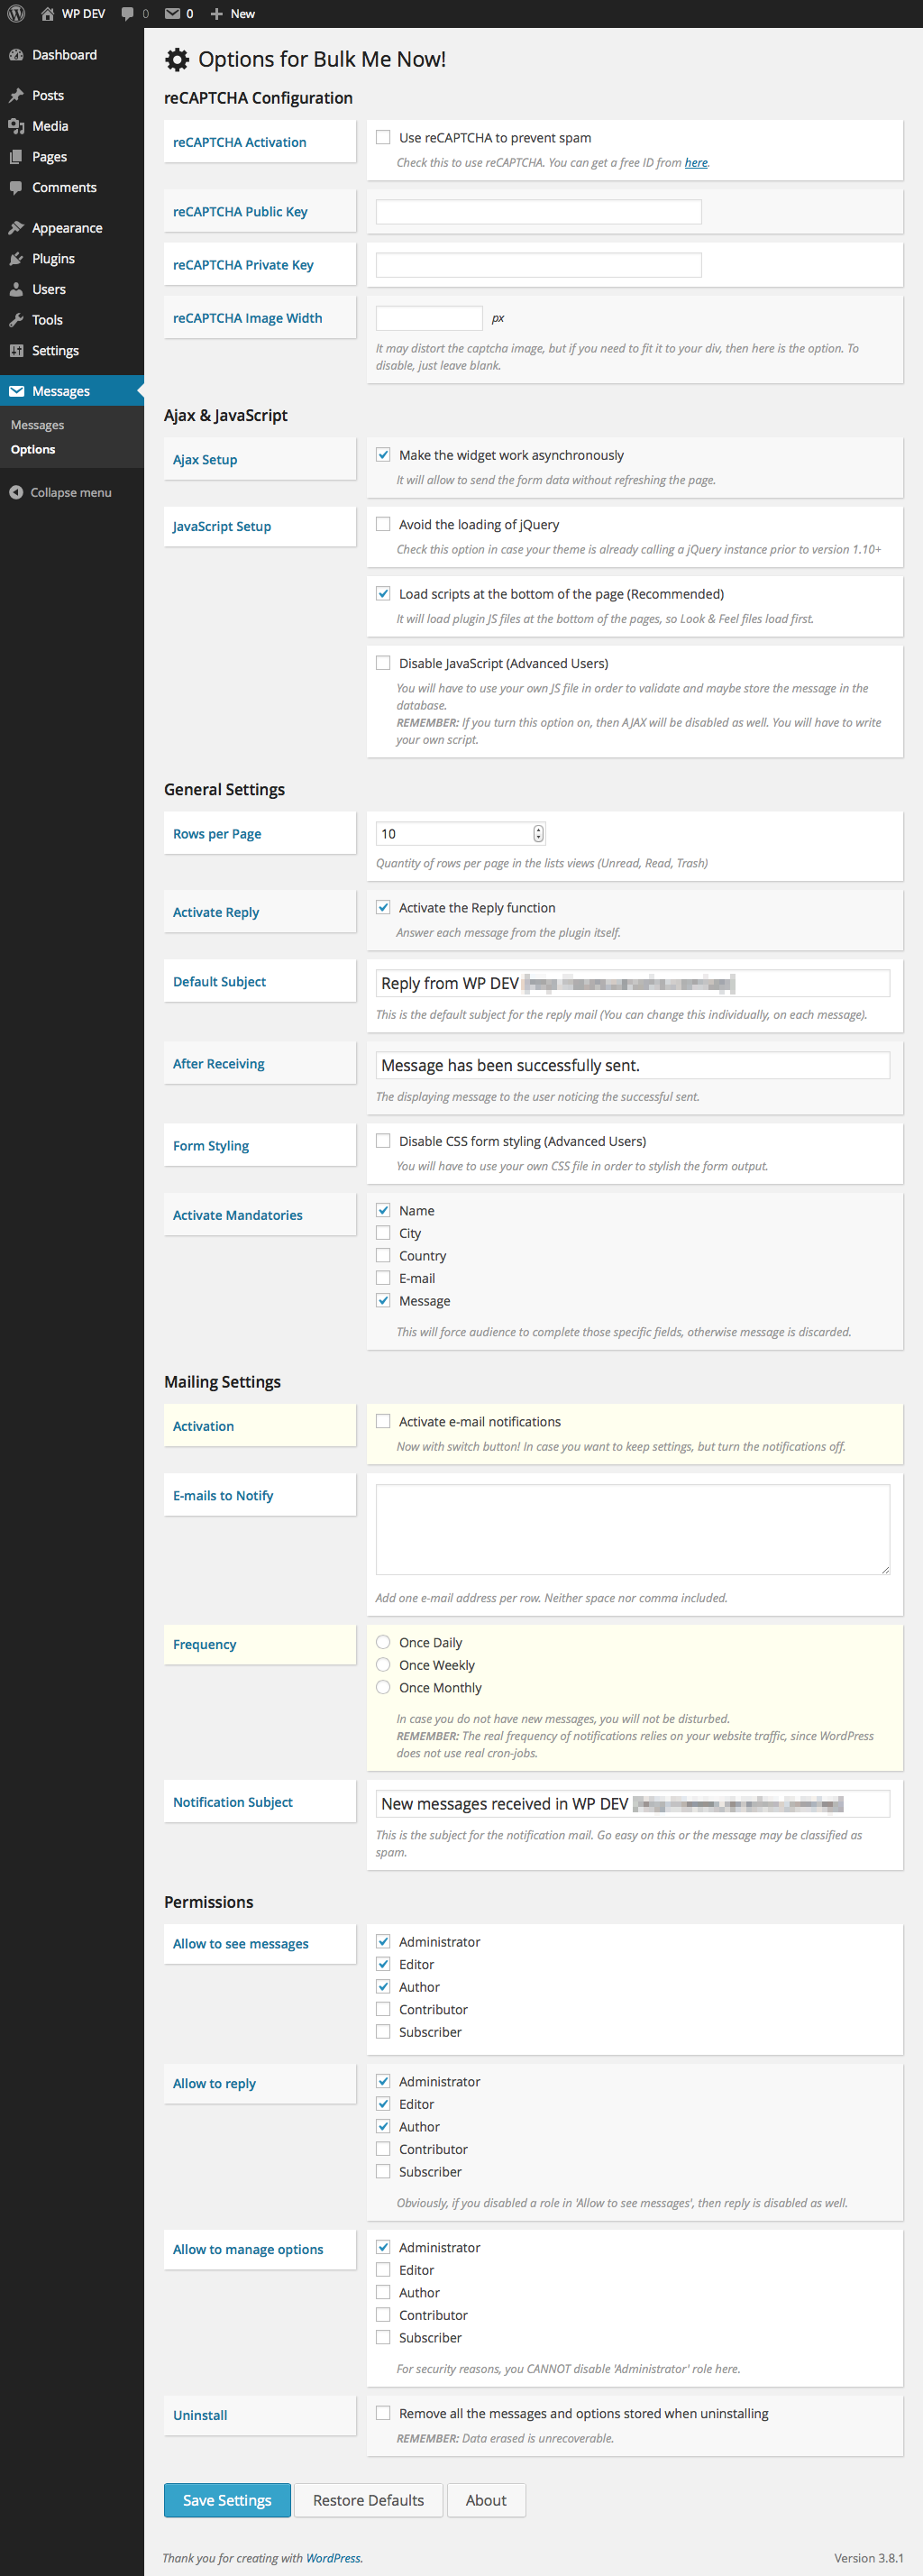 WP DEV 0 0 New
Dashboard
Posts
Media
Pages
Comments
Appearance
Plugins
Users
Tools
Settings
Messages
Messages
Options
Collapse menu
Options for Bulk Me Now!
reCAPTCHA Configuration
reCAPTCHA Activation
Use reCAPTCHA to prevent spam
Check this to use reCAPTCHA. You can get a free ID from here.
reCAPTCHA Public Key
reCAPTCHA Private Key
reCAPTCHA Image Width
px
It may distort the captcha image, but if you need to fit it to your div, then here is the option. To
disable, just leave blank.
Ajax & JavaScript
Ajax Setup
Make the widget work asynchronously
It will allow to send the form data without refreshing the page.
JavaScript Setup
Avoid the loading of jQuery
Check this option in case your theme is already calling a jQuery instance prior to version 1.10+
Load scripts at the bottom of the page (Recommended)
It will load plugin JS files at the bottom of the pages, so Look & Feel files load first.
Disable JavaScript (Advanced Users)
You will have to use your own JS file in order to validate and maybe store the message in the
database.
REMEMBER: If you turn this option on, then AJAX will be disabled as well. You will have to write
your own script.
General Settings
Rows per Page
10
Quantity of rows per page in the lists views (Unread, Read, Trash)
Activate Reply
Activate the Reply function
Answer each message from the plugin itself.
Default Subject
Reply from WP DEV
This is the default subject for the reply mail (You can change this individually, on each message).
After Receiving
Message has been successfully sent.
The displaying message to the user noticing the successful sent.
Form Styling
Disable CSS form styling (Advanced Users)
You will have to use your own CSS file in order to stylish the form output.
Activate Mandatories
Name
City
Country
E-mail
Message
This will force audience to complete those specific fields, otherwise message is discarded.
Mailing Settings
Activation
Activate e-mail notifications
Now with switch button! In case you want to keep settings, but turn the notifications off.
E-mails to Notify
Add one e-mail address per row. Neither space nor comma included.
Frequency
Once Daily
Once Weekly
Once Monthly
In case you do not have new messages, you will not be disturbed.
REMEMBER: The real frequency of notifications relies on your website traffic, since WordPress
does not use real cron-jobs.
Notification Subject
New messages received in WP DEV
This is the subject for the notification mail. Go easy on this or the message may be classified as
spam.
Permissions
Allow to see messages
Administrator
Editor
Author
Contributor
Subscriber
Allow to reply
Administrator
Editor
Author
Contributor
Subscriber
Obviously, if you disabled a role in 'Allow to see messages', then reply is disabled as well.
Allow to manage options
Administrator
Editor
Author
Contributor
Subscriber
For security reasons, you CANNOT disable 'Administrator' role here.
Uninstall
Remove all the messages and options stored when uninstalling
REMEMBER: Data erased is unrecoverable.
Save Settings Restore Defaults About
Thank you for creating with WordPress. Version 3.8.1